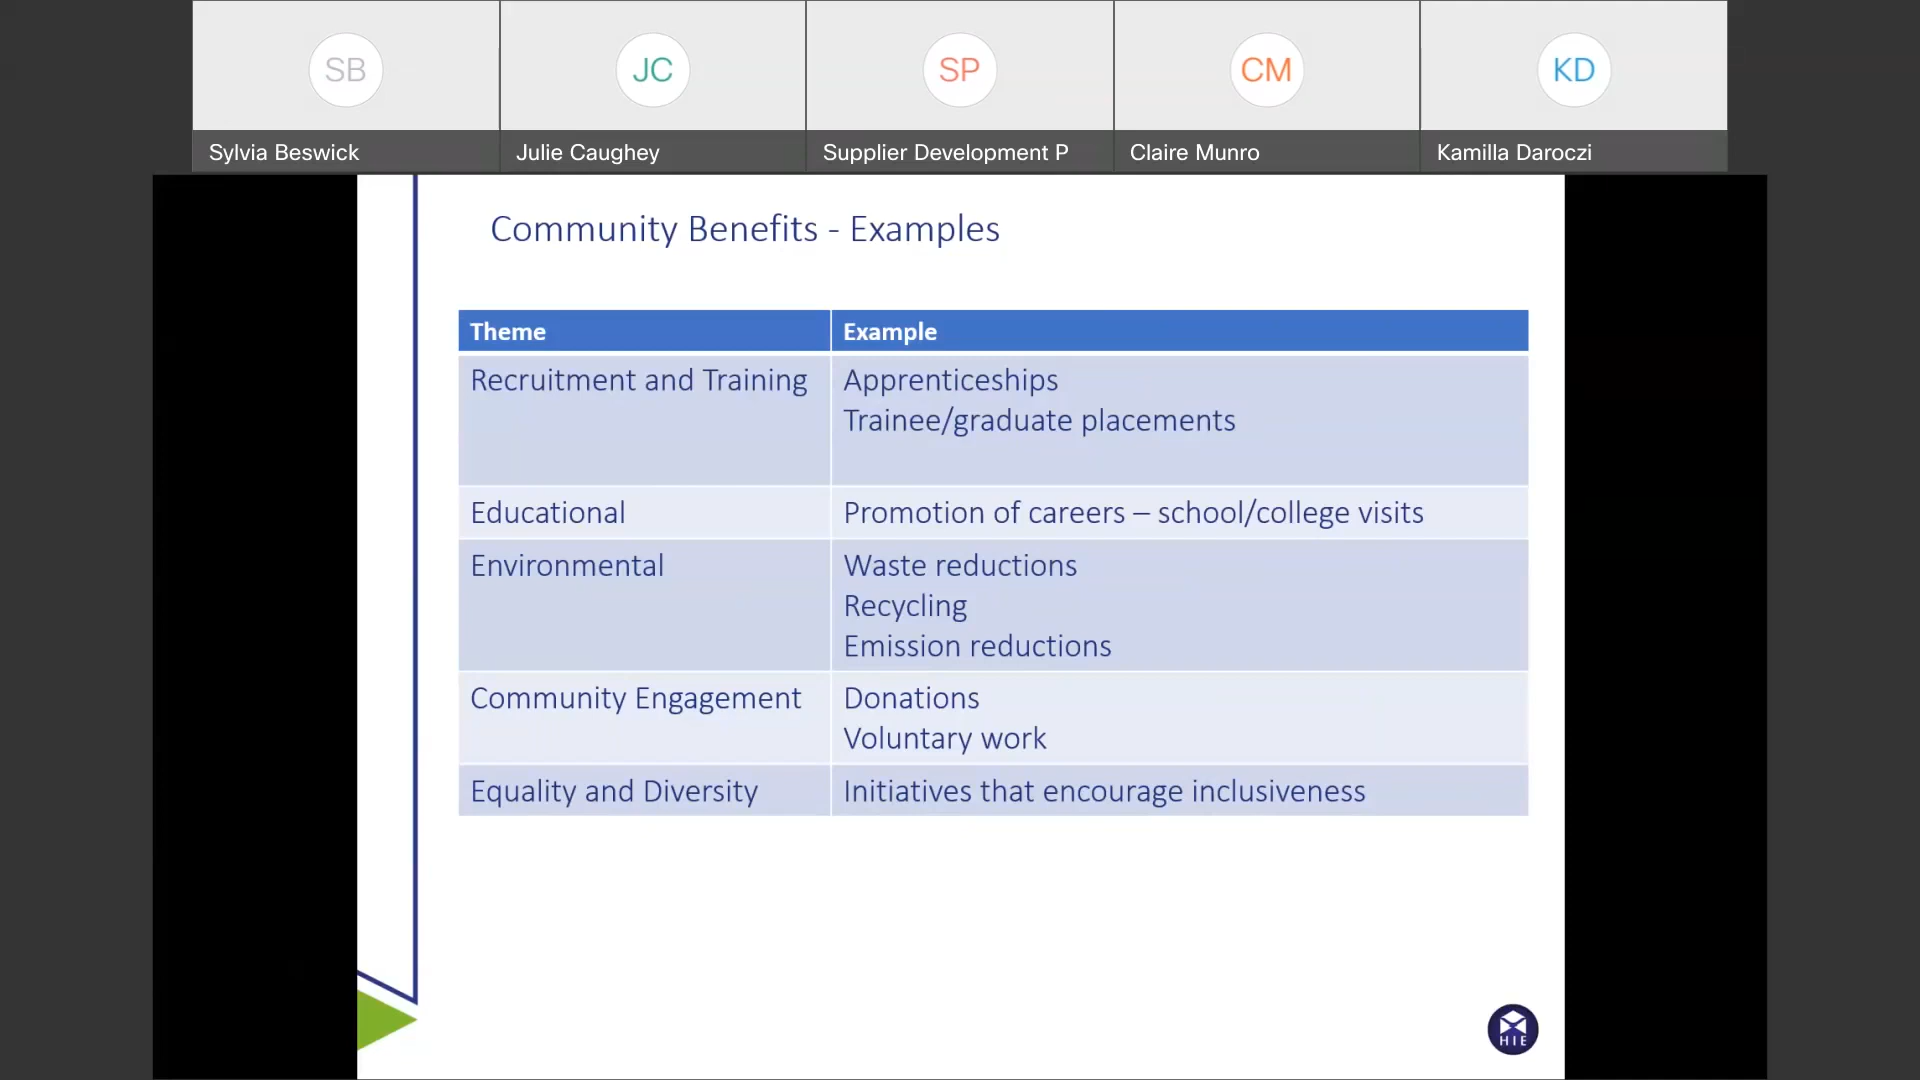 SB
JC
SP
CM
KD
Sylvia Beswick
Julie Caughey
Supplier Development P
Claire Munro
Kamilla Daroczi
Community Benefits - Examples
Theme
Example
Recruitment and Training
Apprenticeships
Trainee/graduate placements
Educational
Promotion of careers – school/college visits
Environmental
Waste reductions
Recycling
Emission reductions
Community Engagement
Donations
Voluntary work
Equality and Diversity
Initiatives that encourage inclusiveness
HIE